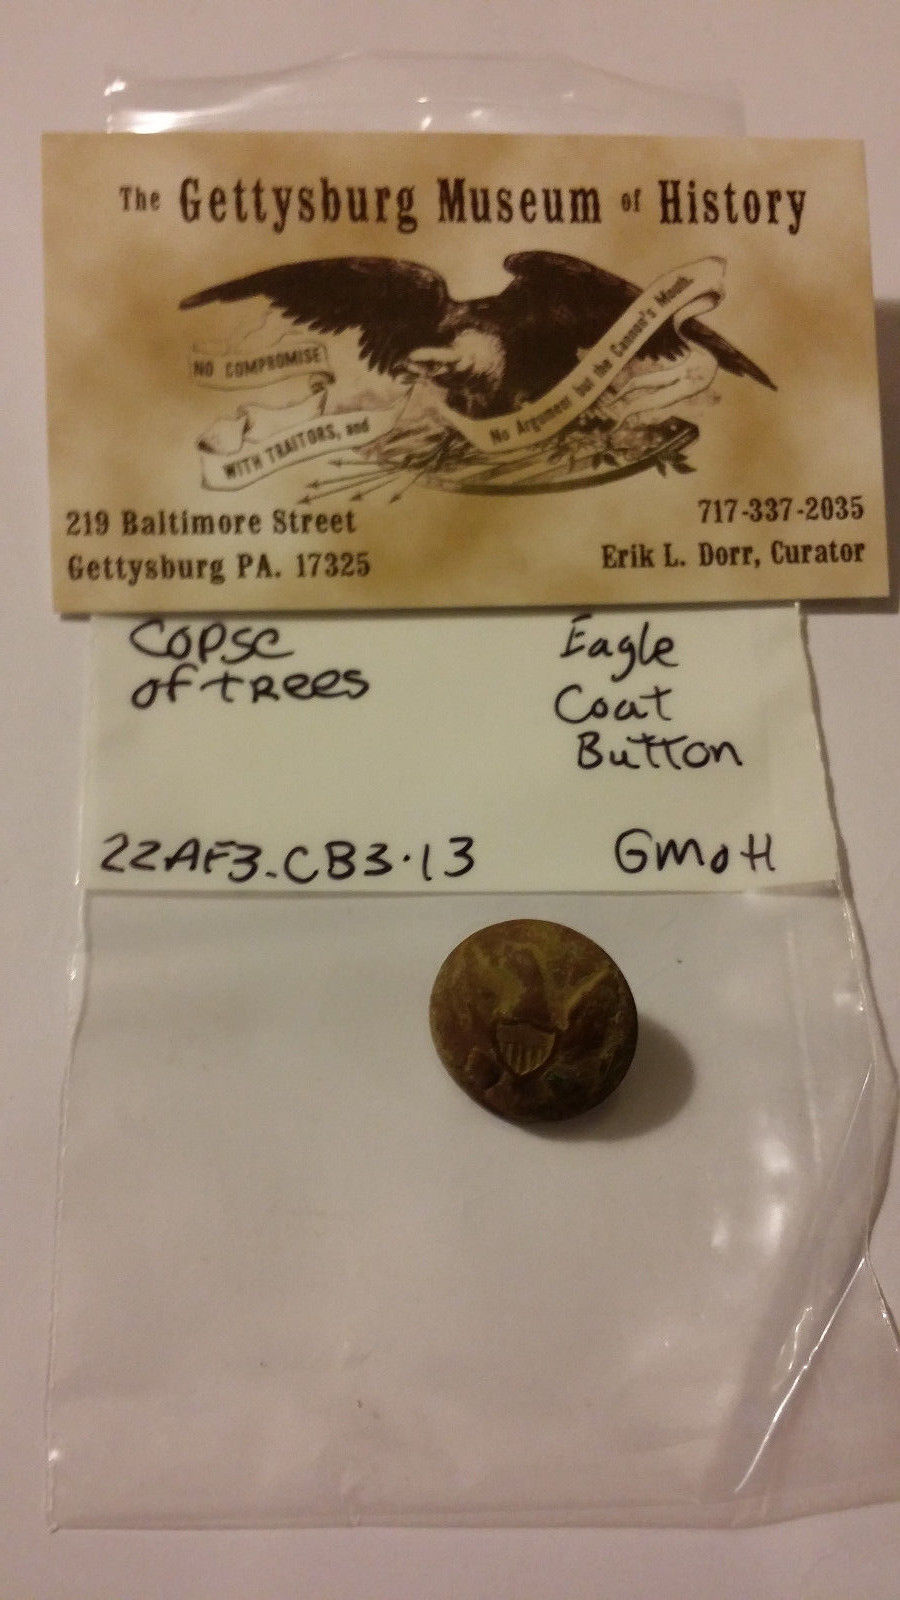 The Gettysburg Museum of History
NO COMPROMISE
WITH TRAITORS, and
No Argument but the Cannon's Mouth.
219 Baltimore Street
Gettysburg PA. 17325
717-337-2035
Erik L. Dorr, Curator
Copse
of trees
Eagle
Coat
Button
22AF3-CB3.13
GMoH